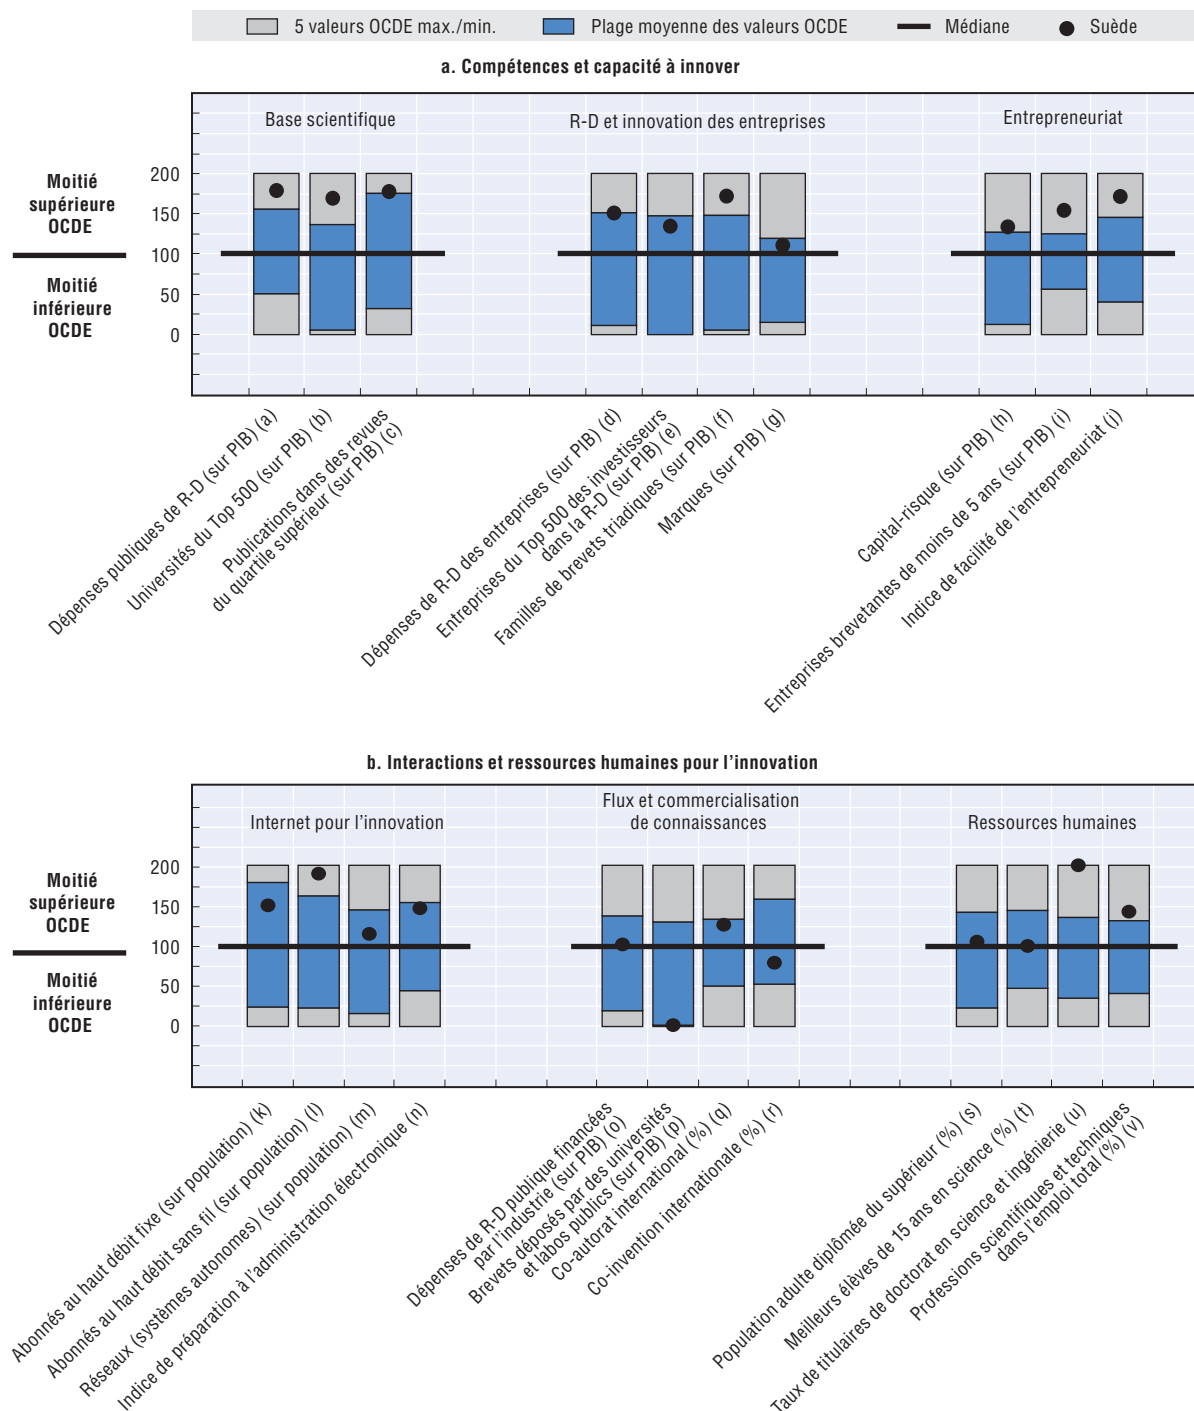 5 valeurs OCDE max./min.
Plage moyenne des valeurs OCDE
Médiane
Suède
a. Compétences et capacité à innover
Base scientifique
R-D et innovation des entreprises
Entrepreneuriat
Moitié
supérieure
OCDE
Moitié
inférieure
OCDE
200
150
100
50
0
Dépenses publiques de R-D (sur PIB) (a)
Universités du Top 500 (sur PIB) (b)
Publications dans des revues
du quartile supérieur (sur PIB) (c)
Dépenses de R-D des entreprises (sur PIB) (d)
Entreprises du Top 500 des investisseurs
dans la R-D (sur PIB) (e)
Familles de brevets triadiques (sur PIB) (f)
Marques (sur PIB) (g)
Capital-risque (sur PIB) (h)
Entreprises brevetantes de moins de 5 ans (sur PIB) (i)
Indice de facilité de l'entrepreneuriat (j)
b. Interactions et ressources humaines pour l'innovation
Internet pour l'innovation
Flux et commercialisation
de connaissances
Ressources humaines
Moitié
supérieure
OCDE
Moitié
inférieure
OCDE
200
150
100
50
0
Abonnés au haut débit fixe (sur population) (k)
Abonnés au haut débit sans fil (sur population) (l)
Réseaux (systèmes autonomes) (sur population) (m)
Indice de préparation à l'administration électronique (n)
Dépenses de R-D publique financées
par l'industrie (sur PIB) (o)
Brevets déposés par des universités
et labos publics (sur PIB) (p)
Co-autorat international (%) (q)
Co-invention internationale (%) (r)
Population adulte diplômée du supérieur (%) (s)
Meilleurs élèves de 15 ans en science (%) (t)
Taux de titulaires de doctorat en science et ingénierie (u)
Professions scientifiques et techniques
dans l'emploi total (%) (v)